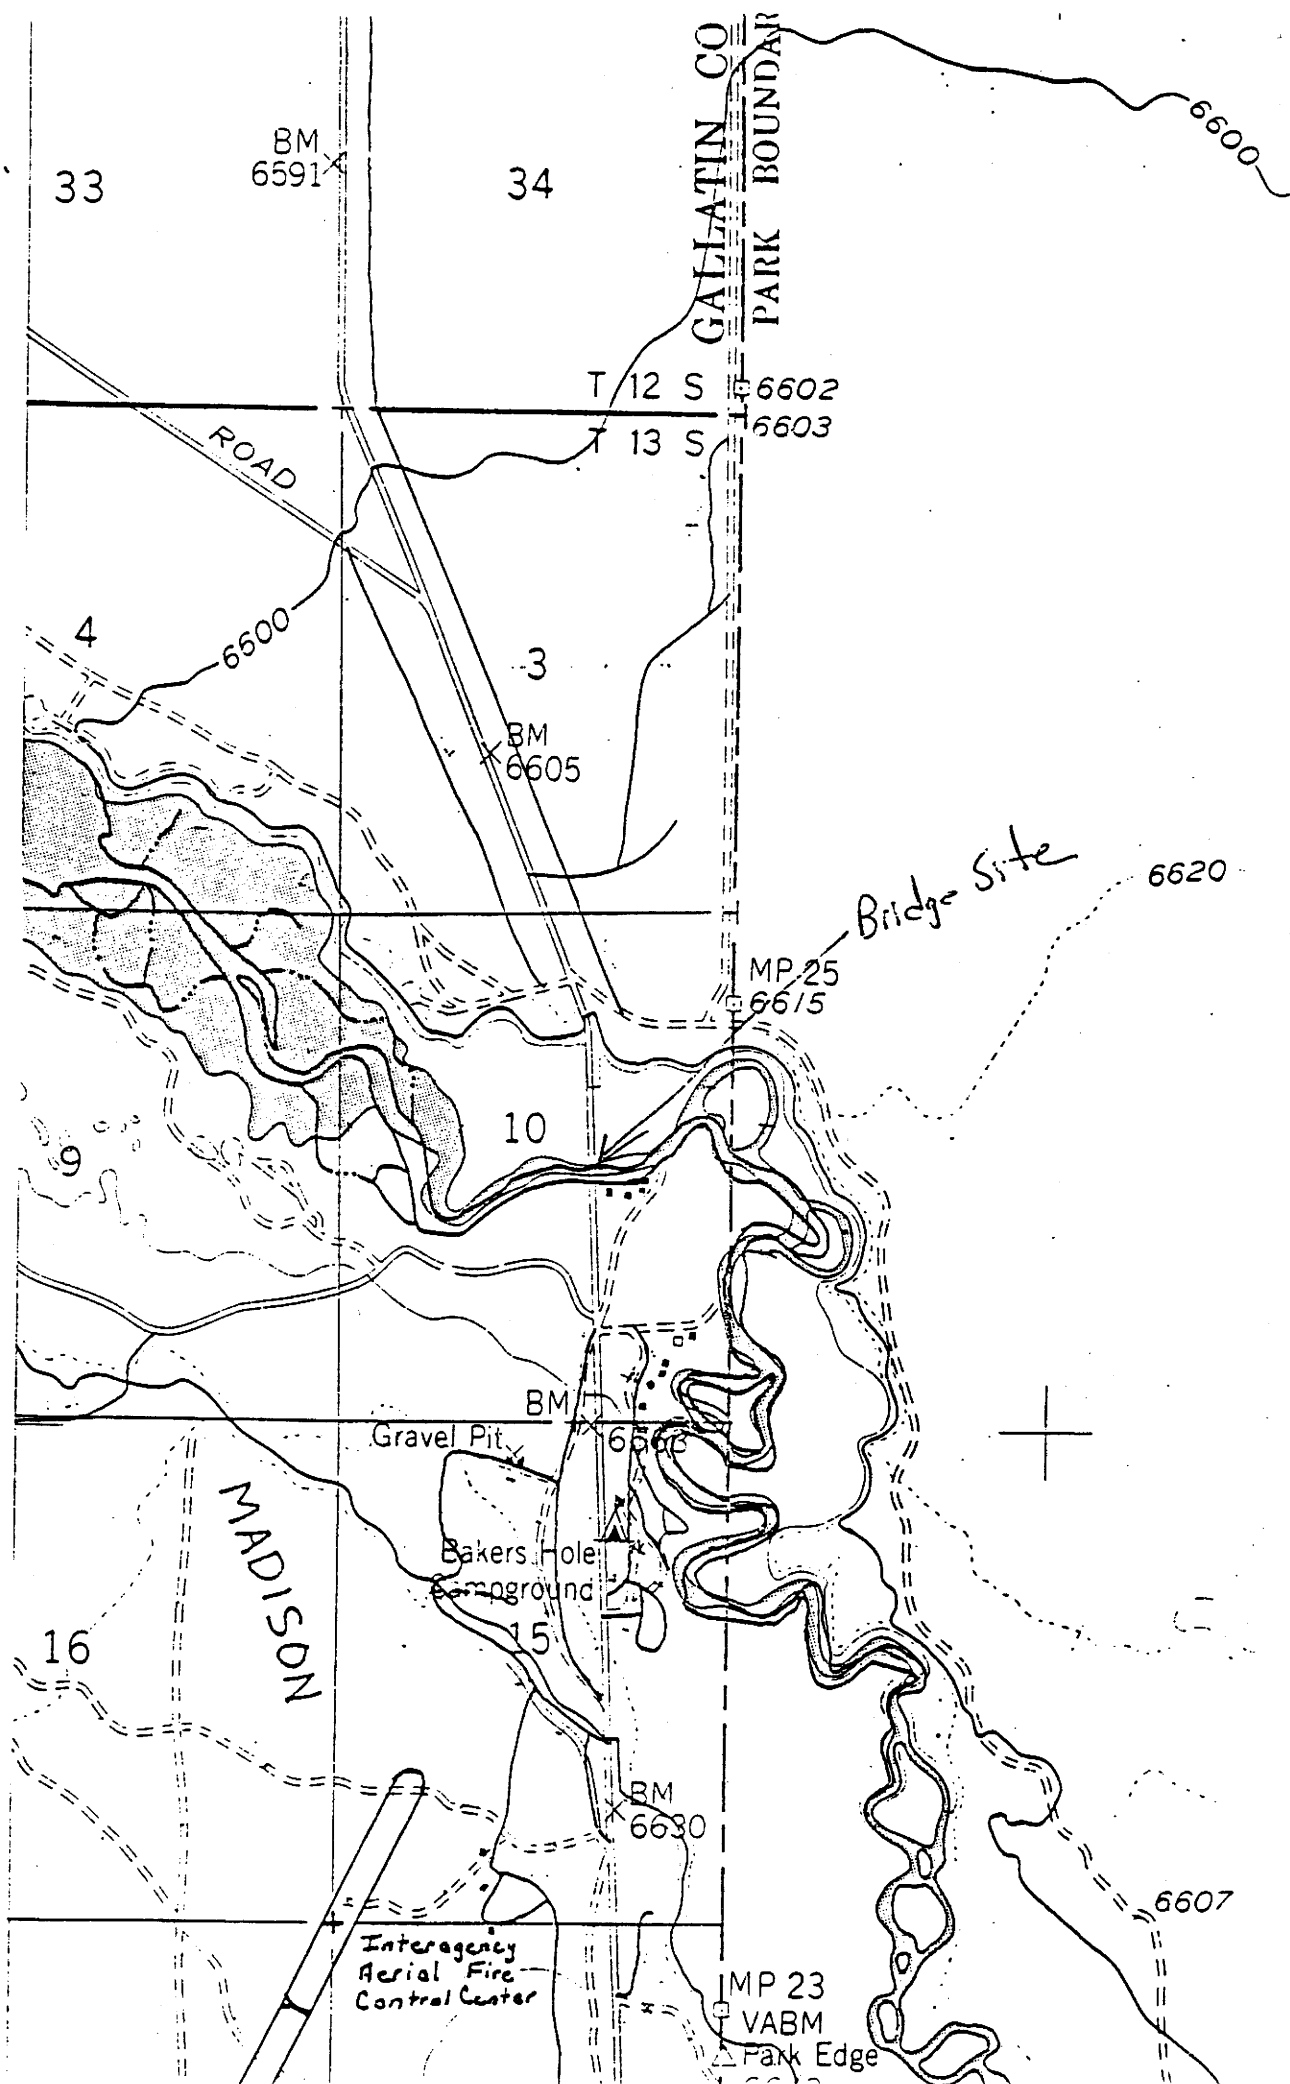 GALLATIN CO
PARK BOUNDAR
6600
BM
6591
33
34
T 12 S
6602
6603
T 13 S
ROAD
4
6600
3
BM
6605
Bridge Site
6620
MP 25
6615
10
9
BM
Gravel Pit
MADISON
Bakers Hole
Campground
15
16
BM
6630
6607
Interagency
Aerial Fire
Control Center
MP 23
VABM
Park Edge